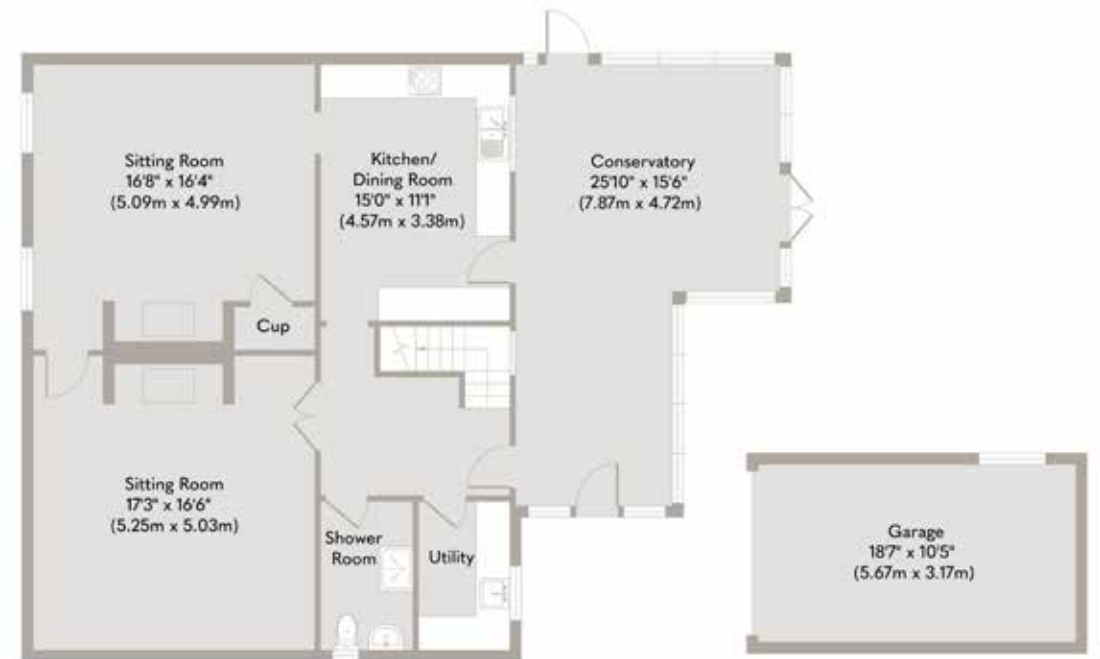 Sitting Room
16'8" x 16'4"
(5.09m x 4.99m)
Kitchen/
Dining Room
15'0" x 11'1"
(4.57m x 3.38m)
Conservatory
25'10" x 15'6"
(7.87m x 4.72m)
Cup
Sitting Room
17'3" x 16'6"
(5.25m x 5.03m)
Shower
Room
Utility
Garage
18'7" x 10'5"
(5.67m x 3.17m)